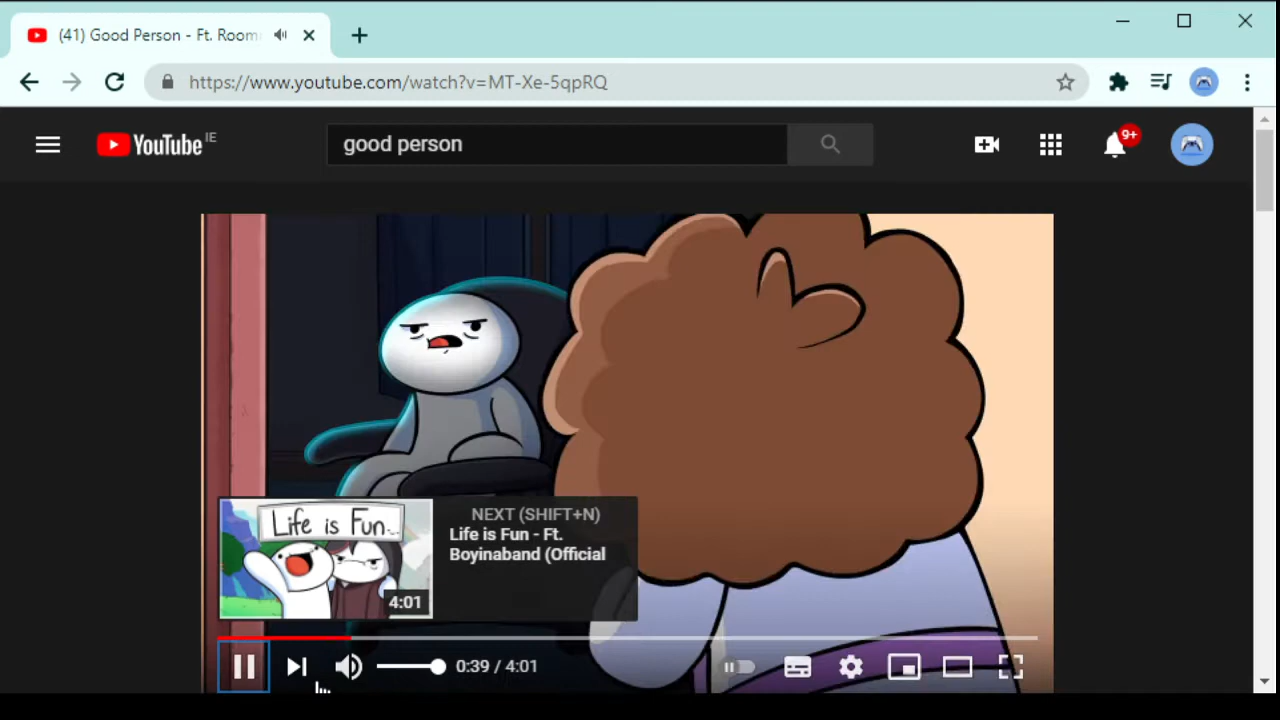 (41) Good Person - Ft. Room
https://www.youtube.com/watch?v=MT-Xe-5qpRQ
YouTube IE
good person
9+
Life is Fun...
4:01
NEXT (SHIFT+N)
Life is Fun - Ft.
Boyinaband (Official
0:39 / 4:01